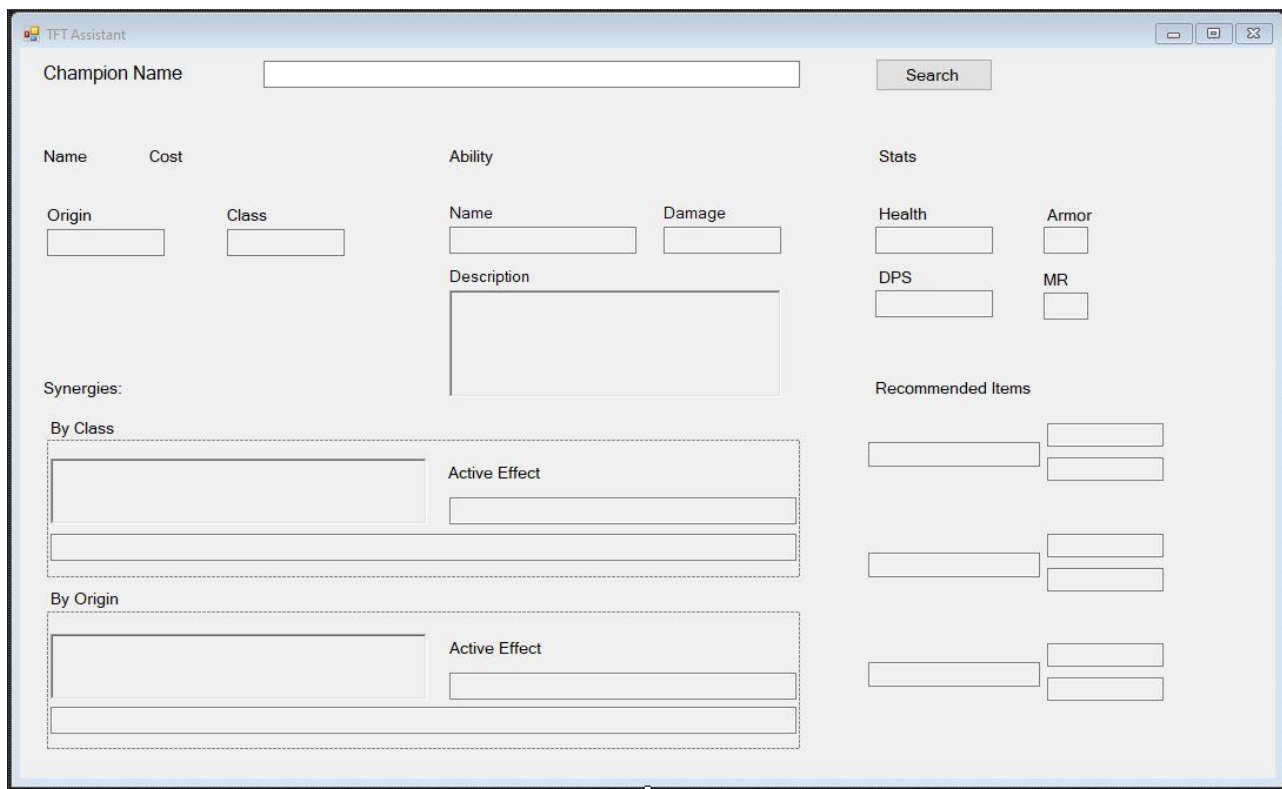 TFT Assistant
Champion Name Search
Name Cost Ability Stats
Origin Class Name Damage Health Armor
Description DPS MR
Synergies: Recommended Items
By Class
Active Effect
By Origin
Active Effect